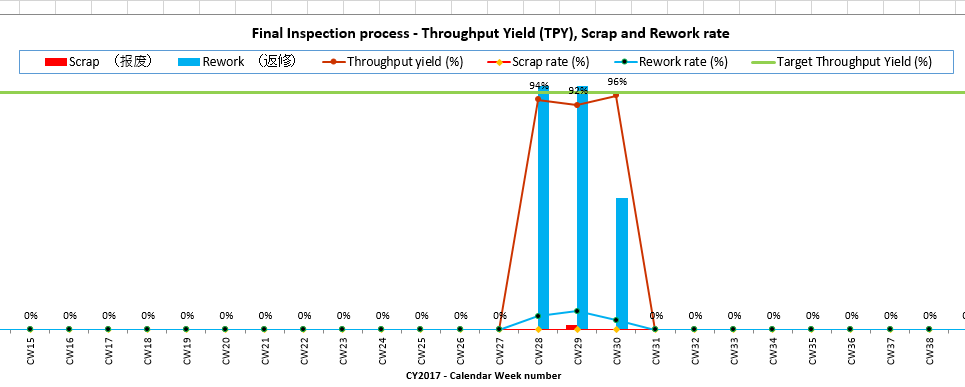 Final Inspection process - Throughput Yield (TPY), Scrap and Rework rate
Scrap （报废） Rework （返修） Throughput yield (%) Scrap rate (%) Rework rate (%) Target Throughput Yield (%)
94% 92% 96%
0% 0% 0% 0% 0% 0% 0% 0% 0% 0% 0% 0% 0% 0% 0% 0% 0% 0% 0% 0% 0%
CW15 CW16 CW17 CW18 CW19 CW20 CW21 CW22 CW23 CW24 CW25 CW26 CW27 CW28 CW29 CW30 CW31 CW32 CW33 CW34 CW35 CW36 CW37 CW38
CY2017 - Calendar Week number